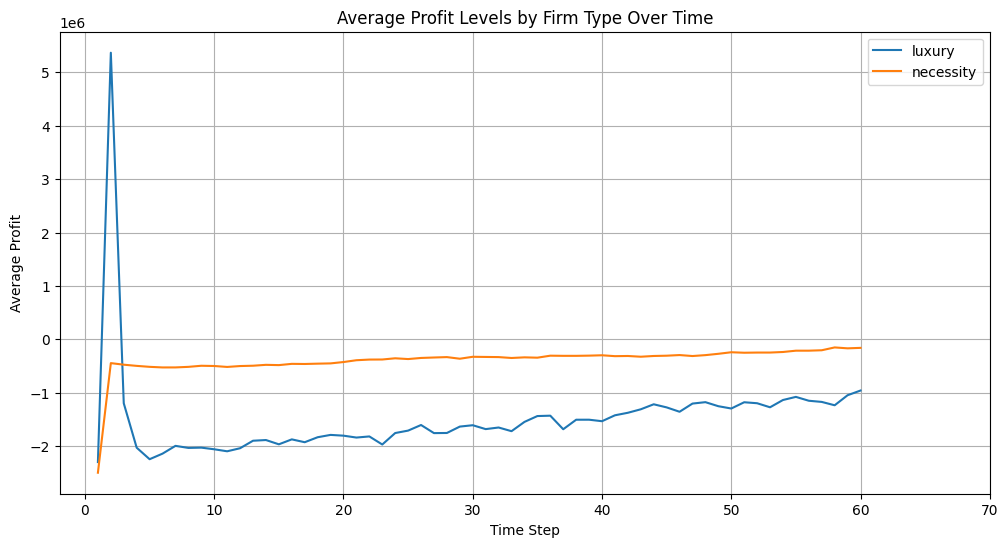 Average Profit Levels by Firm Type Over Time
1e6
luxury
necessity
5
4
3
2
1
0
−1
−2
Average Profit
0 10 20 30 40 50 60 70
Time Step